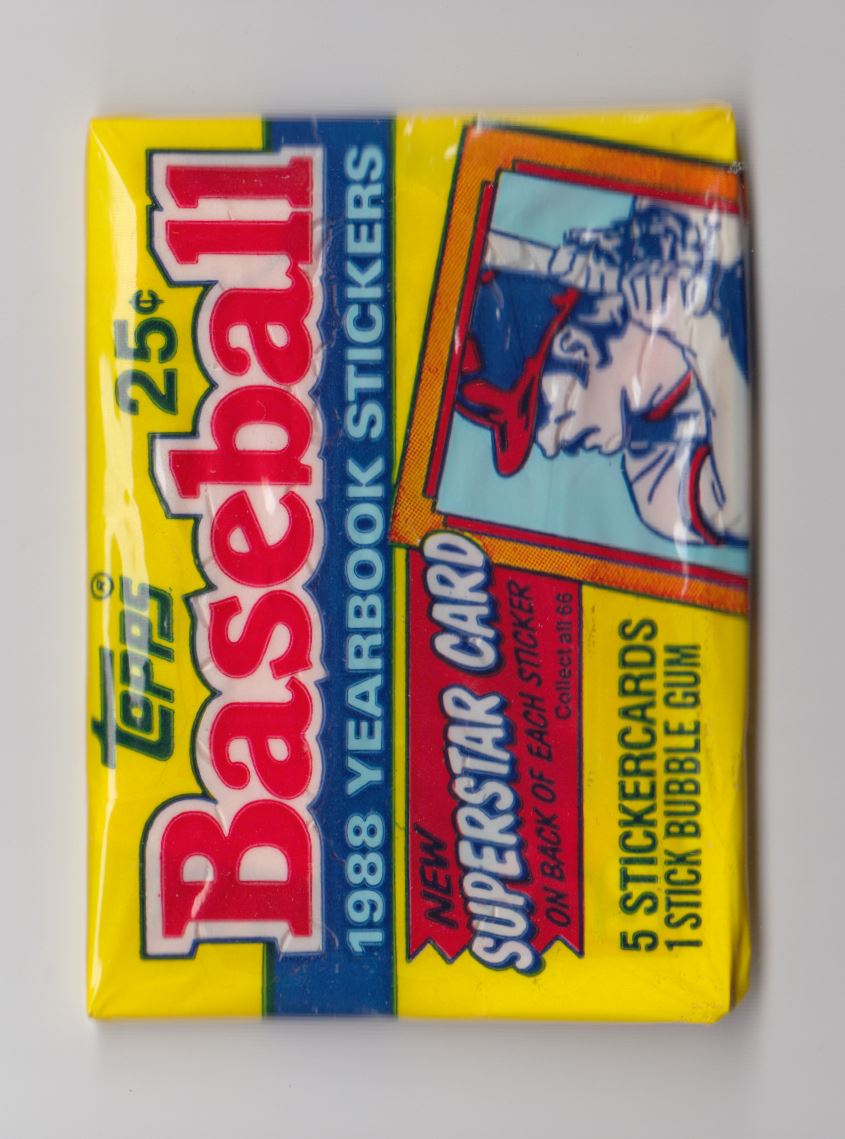 Topps®
25¢
Baseball
1988 YEARBOOK STICKERS
NEW
SUPERSTAR CARD
ON BACK OF EACH STICKER
Collect all 66
5 STICKERCARDS
1 STICK BUBBLE GUM